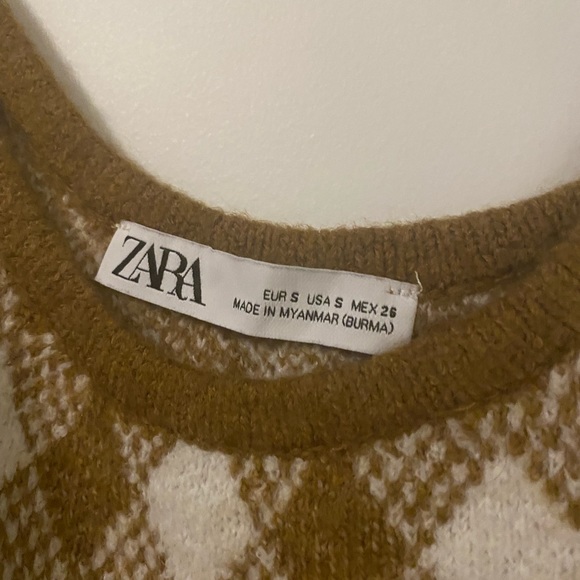 ZARA
EUR S USA S MEX 26
MADE IN MYANMAR (BURMA)